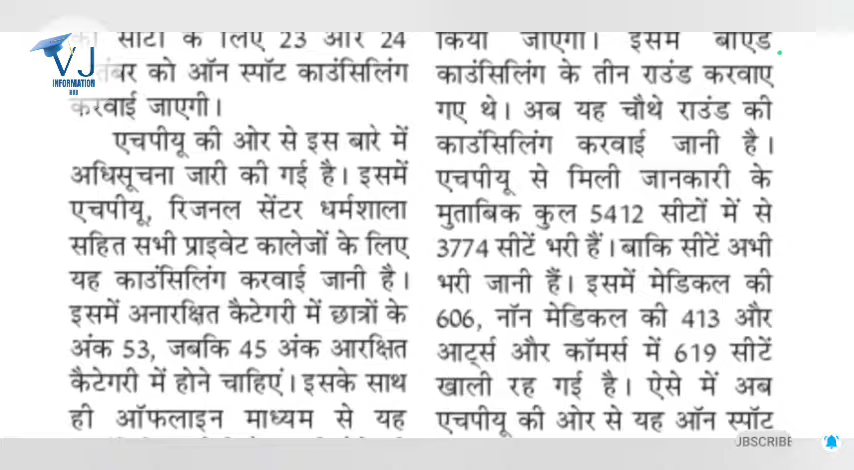 VJ
INFORMATION
HUB
की सीटों के लिए 23 और 24
तंबर को ऑन स्पॉट काउंसिलिंग
करवाई जाएगी।
एचपीयू की ओर से इस बारे में
अधिसूचना जारी की गई है। इसमें
एचपीयू, रिजनल सेंटर धर्मशाला
सहित सभी प्राइवेट कालेजों के लिए
यह काउंसिलिंग करवाई जानी है।
इसमें अनारक्षित कैटेगरी में छात्रों के
अंक 53, जबकि 45 अंक आरक्षित
कैटेगरी में होने चाहिएं। इसके साथ
ही ऑफलाइन माध्यम से यह
किया जाएगा। इसमें बीएड
काउंसिलिंग के तीन राउंड करवाए
गए थे। अब यह चौथे राउंड की
काउंसिलिंग करवाई जानी है।
एचपीयू से मिली जानकारी के
मुताबिक कुल 5412 सीटों में से
3774 सीटें भरी हैं। बाकि सीटें अभी
भरी जानी हैं। इसमें मेडिकल की
606, नॉन मेडिकल की 413 और
आर्ट्स और कॉमर्स में 619 सीटें
खाली रह गई है। ऐसे में अब
एचपीयू की ओर से यह ऑन स्पॉट
JBSCRIBE